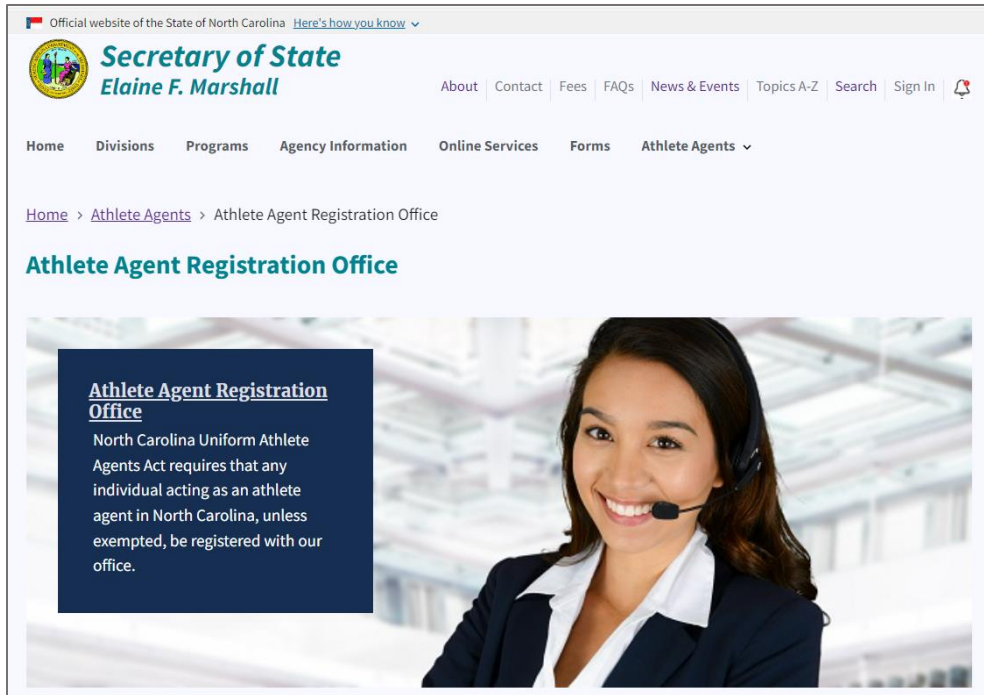 Official website of the State of North Carolina Here's how you know
Secretary of State
Elaine F. Marshall
About Contact Fees FAQs News & Events Topics A-Z Search Sign In
Home Divisions Programs Agency Information Online Services Forms Athlete Agents
Home > Athlete Agents > Athlete Agent Registration Office
Athlete Agent Registration Office
Athlete Agent Registration
Office
North Carolina Uniform Athlete
Agents Act requires that any
individual acting as an athlete
agent in North Carolina, unless
exempted, be registered with our
office.